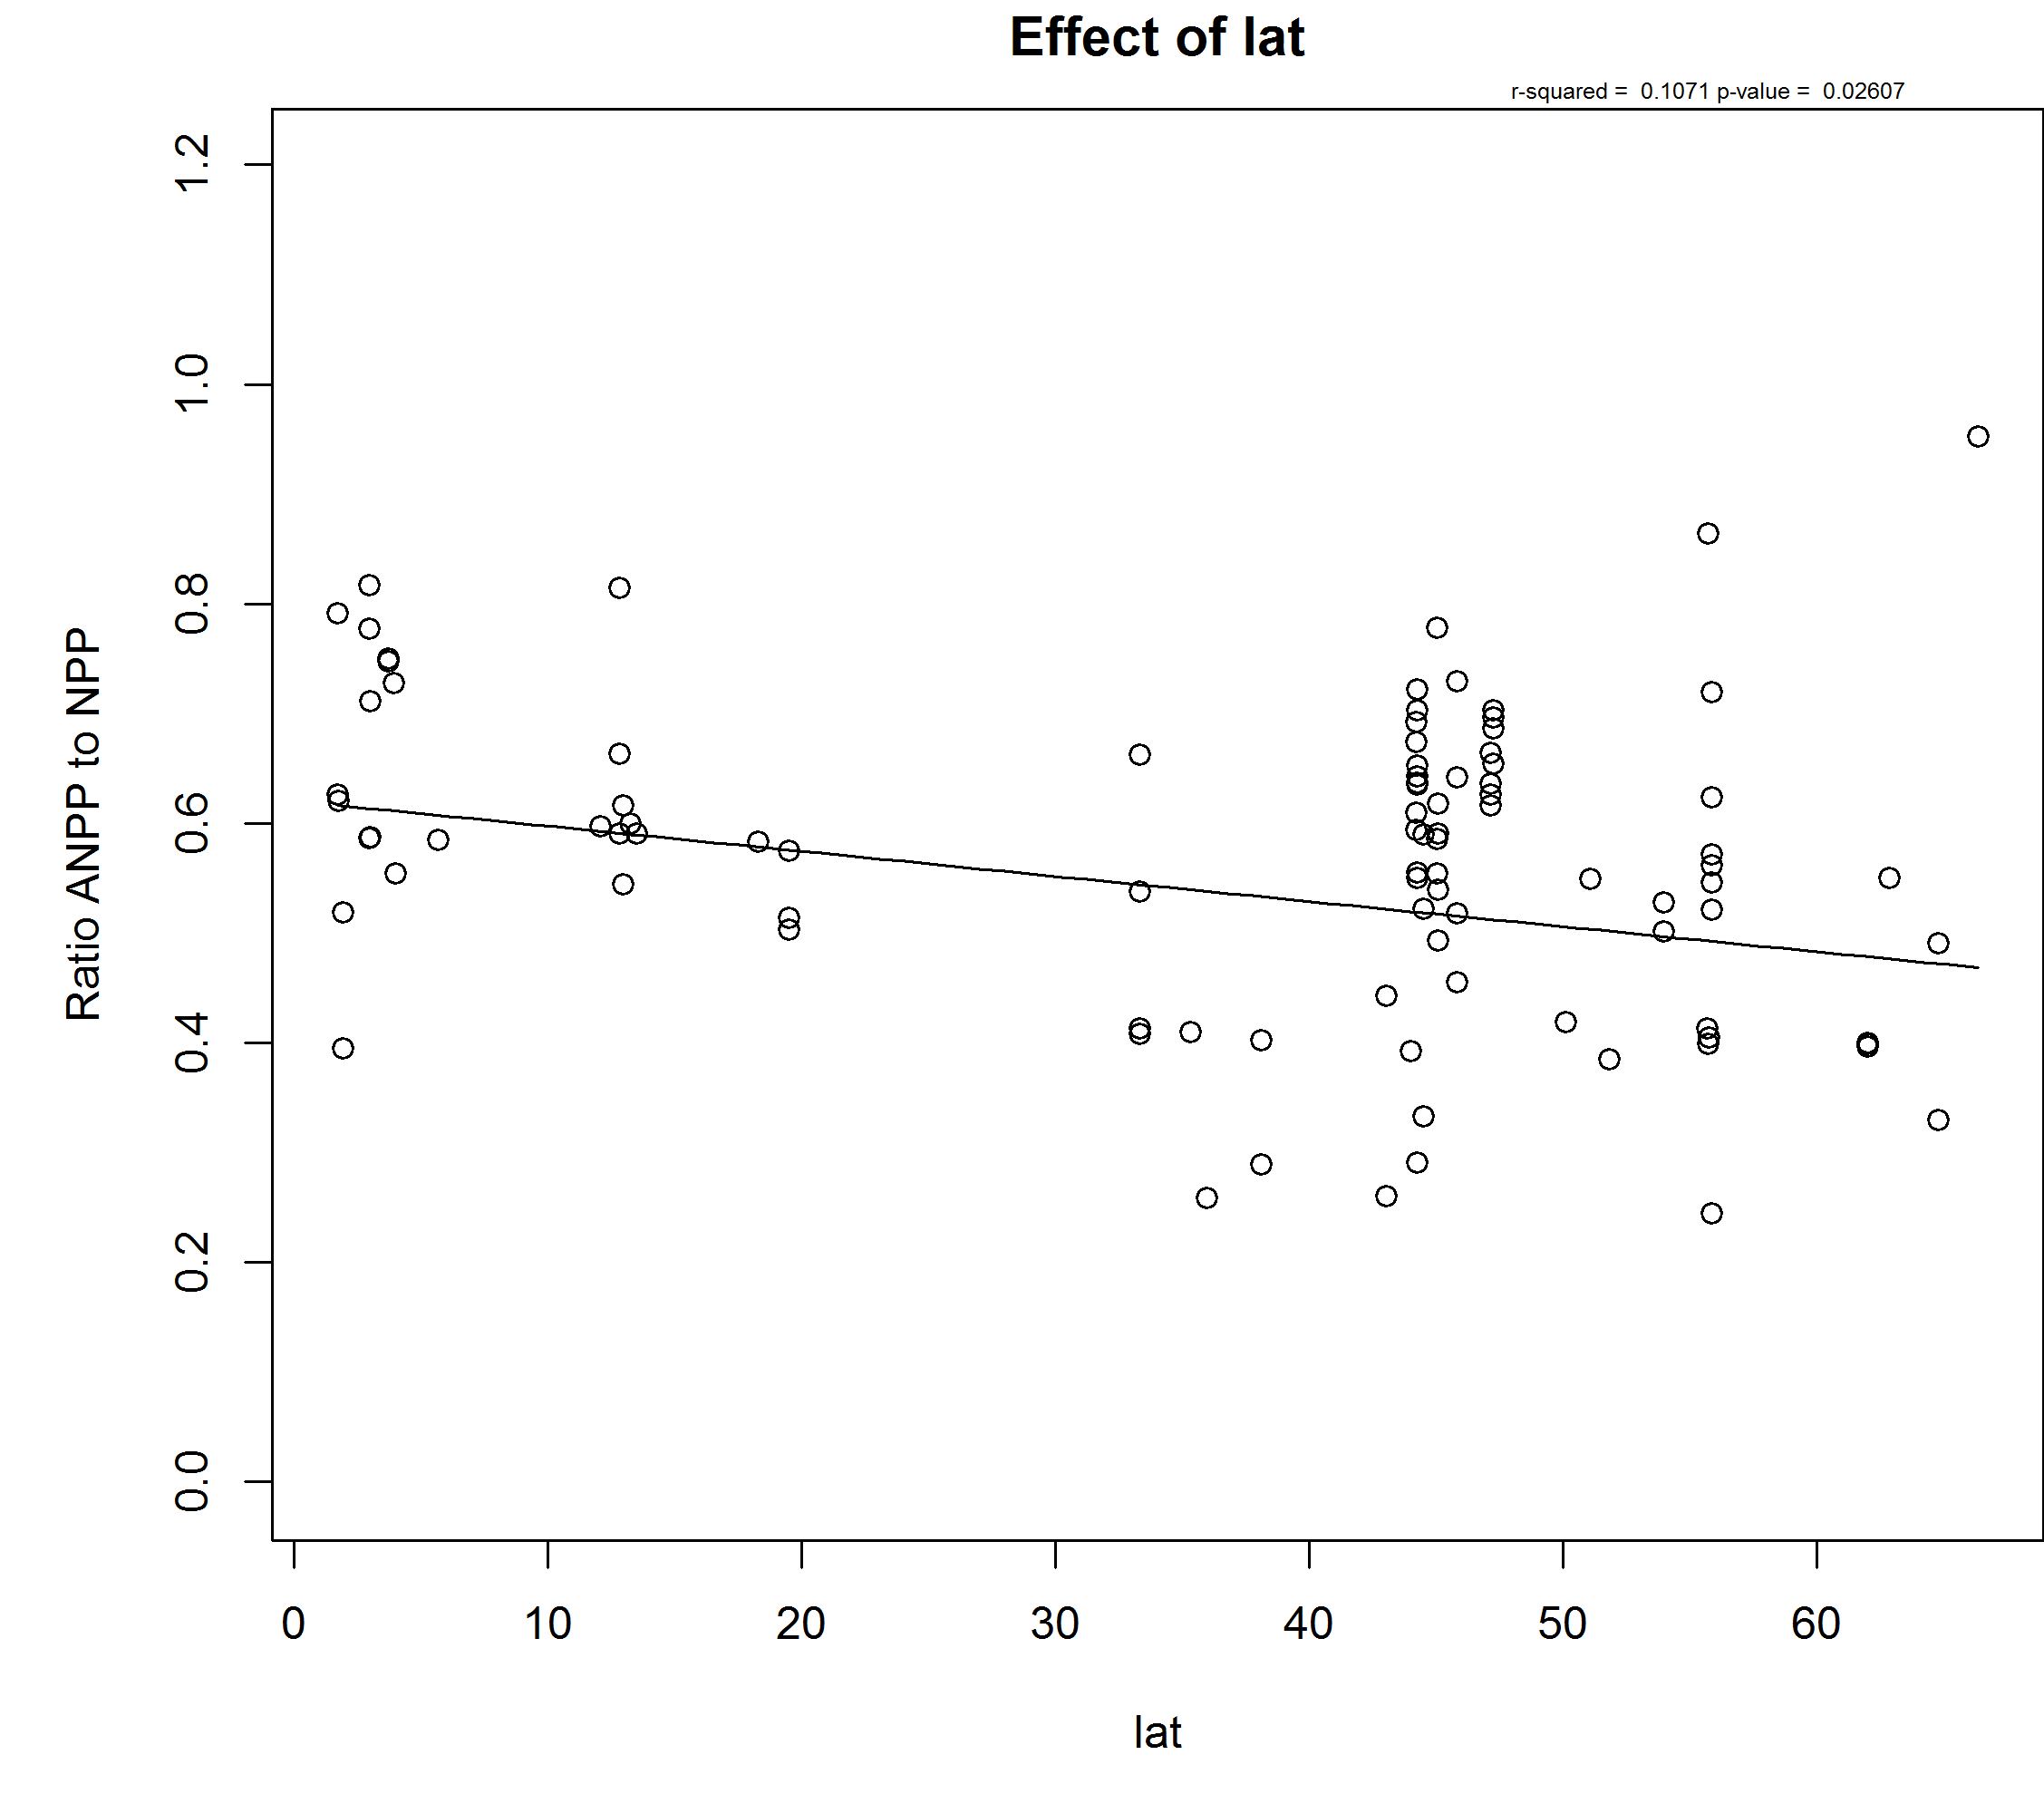 Effect of lat
r-squared = 0.1071 p-value = 0.02607
Ratio ANPP to NPP
1.2
1.0
0.8
0.6
0.4
0.2
0.0
0 10 20 30 40 50 60
lat